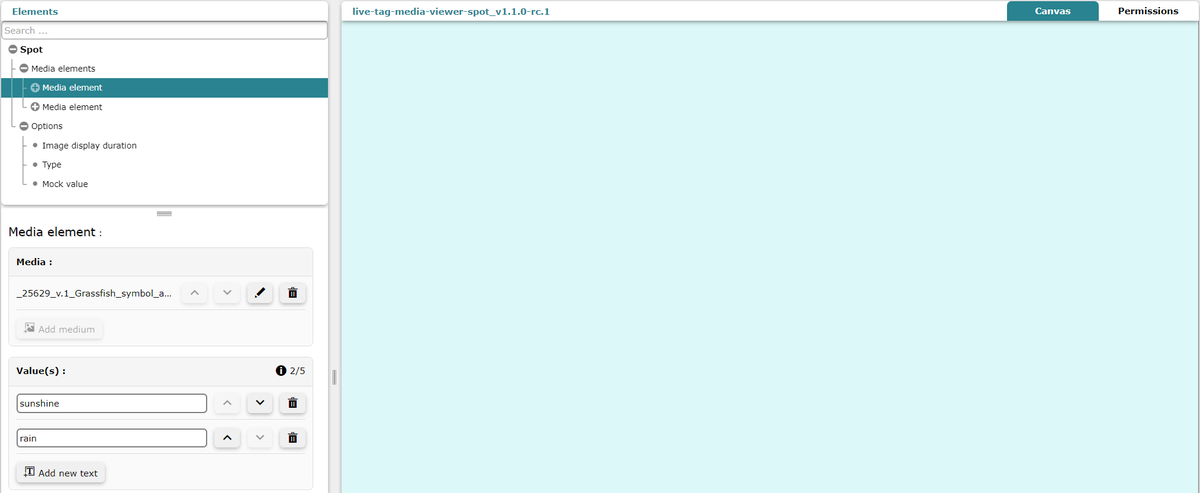 Elements
live-tag-media-viewer-spot_v1.1.0-rc.1
Canvas
Permissions
Search ...
Spot
Media elements
Media element
Media element
Options
Image display duration
Type
Mock value
Media element :
Media :
_25629_v.1_Grassfish_symbol_a...
Add medium
Value(s) :
2/5
sunshine
rain
Add new text